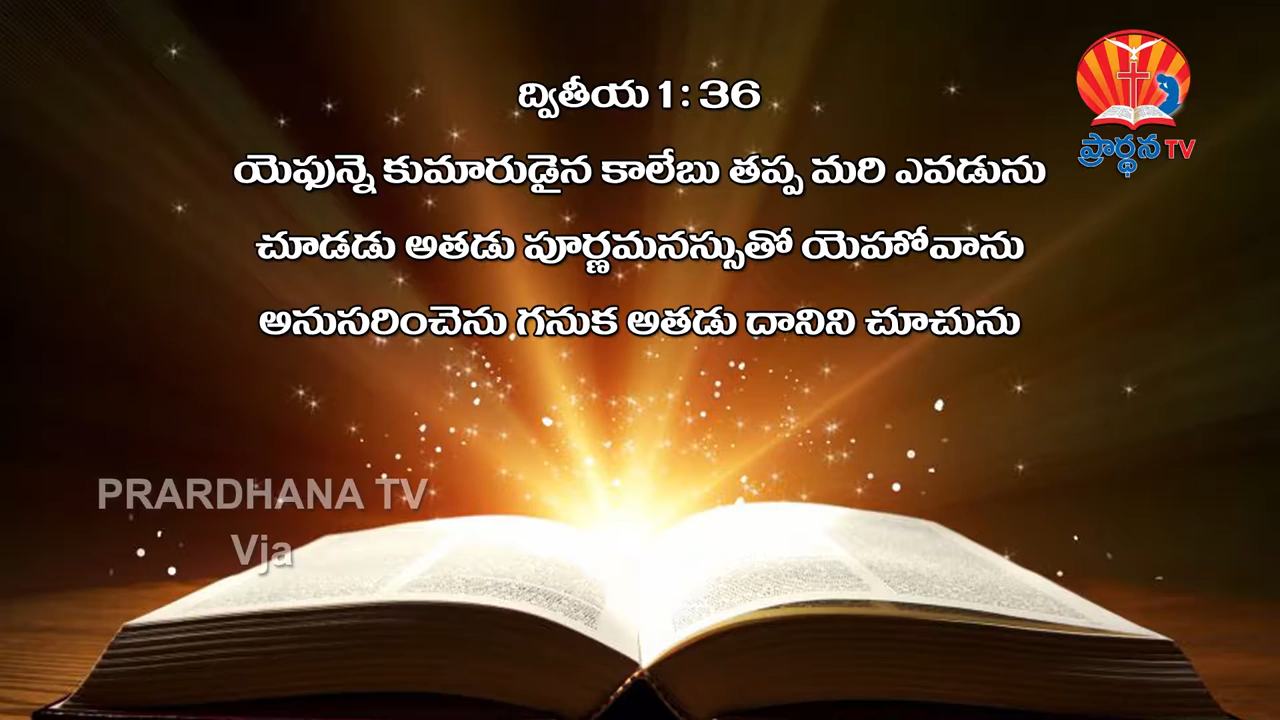 ద్వితీయ 1: 36
యెఫున్నె కుమారుడైన కాలేబు తప్ప మరి ఎవడును
చూడడు అతడు పూర్ణమనస్సుతో యెహోవాను
అనుసరించెను గనుక అతడు దానిని చూచును
ప్రార్థన TV
PRARDHANA TV
Vja